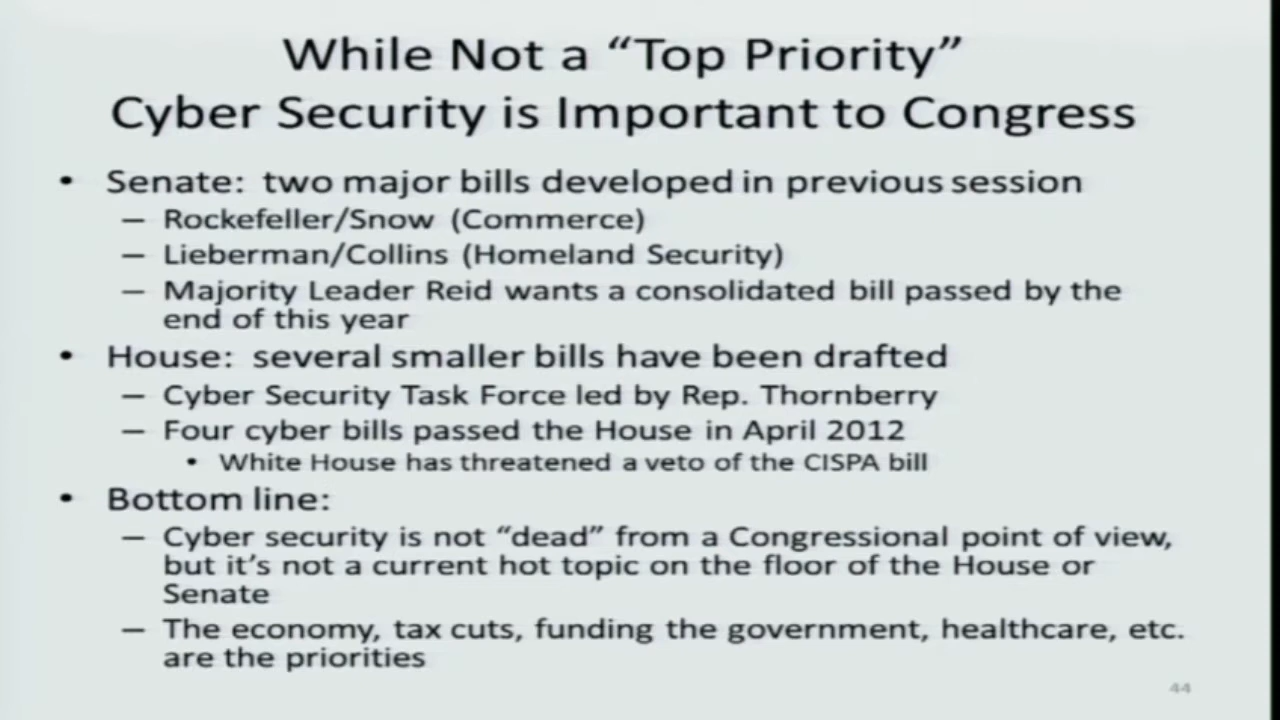 While Not a “Top Priority”
Cyber Security is Important to Congress
• Senate: two major bills developed in previous session
– Rockefeller/Snow (Commerce)
– Lieberman/Collins (Homeland Security)
– Majority Leader Reid wants a consolidated bill passed by the
end of this year
• House: several smaller bills have been drafted
– Cyber Security Task Force led by Rep. Thornberry
– Four cyber bills passed the House in April 2012
• White House has threatened a veto of the CISPA bill
• Bottom line:
– Cyber security is not “dead” from a Congressional point of view,
but it’s not a current hot topic on the floor of the House or
Senate
– The economy, tax cuts, funding the government, healthcare, etc.
are the priorities
44